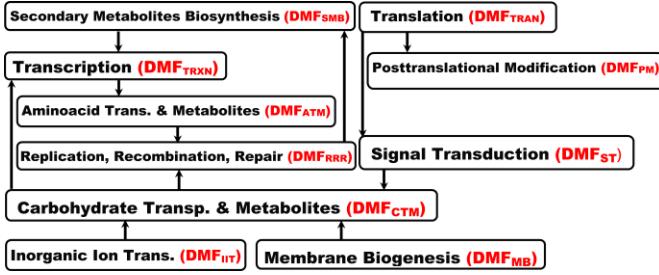 Secondary Metabolites Biosynthesis (DMFSMB)
Translation (DMFTRAN)
Transcription (DMFTRXN)
Posttranslational Modification (DMFPM)
Aminoacid Trans. & Metabolites (DMFATM)
Replication, Recombination, Repair (DMFRRR)
Signal Transduction (DMFST)
Carbohydrate Transp. & Metabolites (DMFCTM)
Inorganic Ion Trans. (DMFIIT)
Membrane Biogenesis (DMFMB)